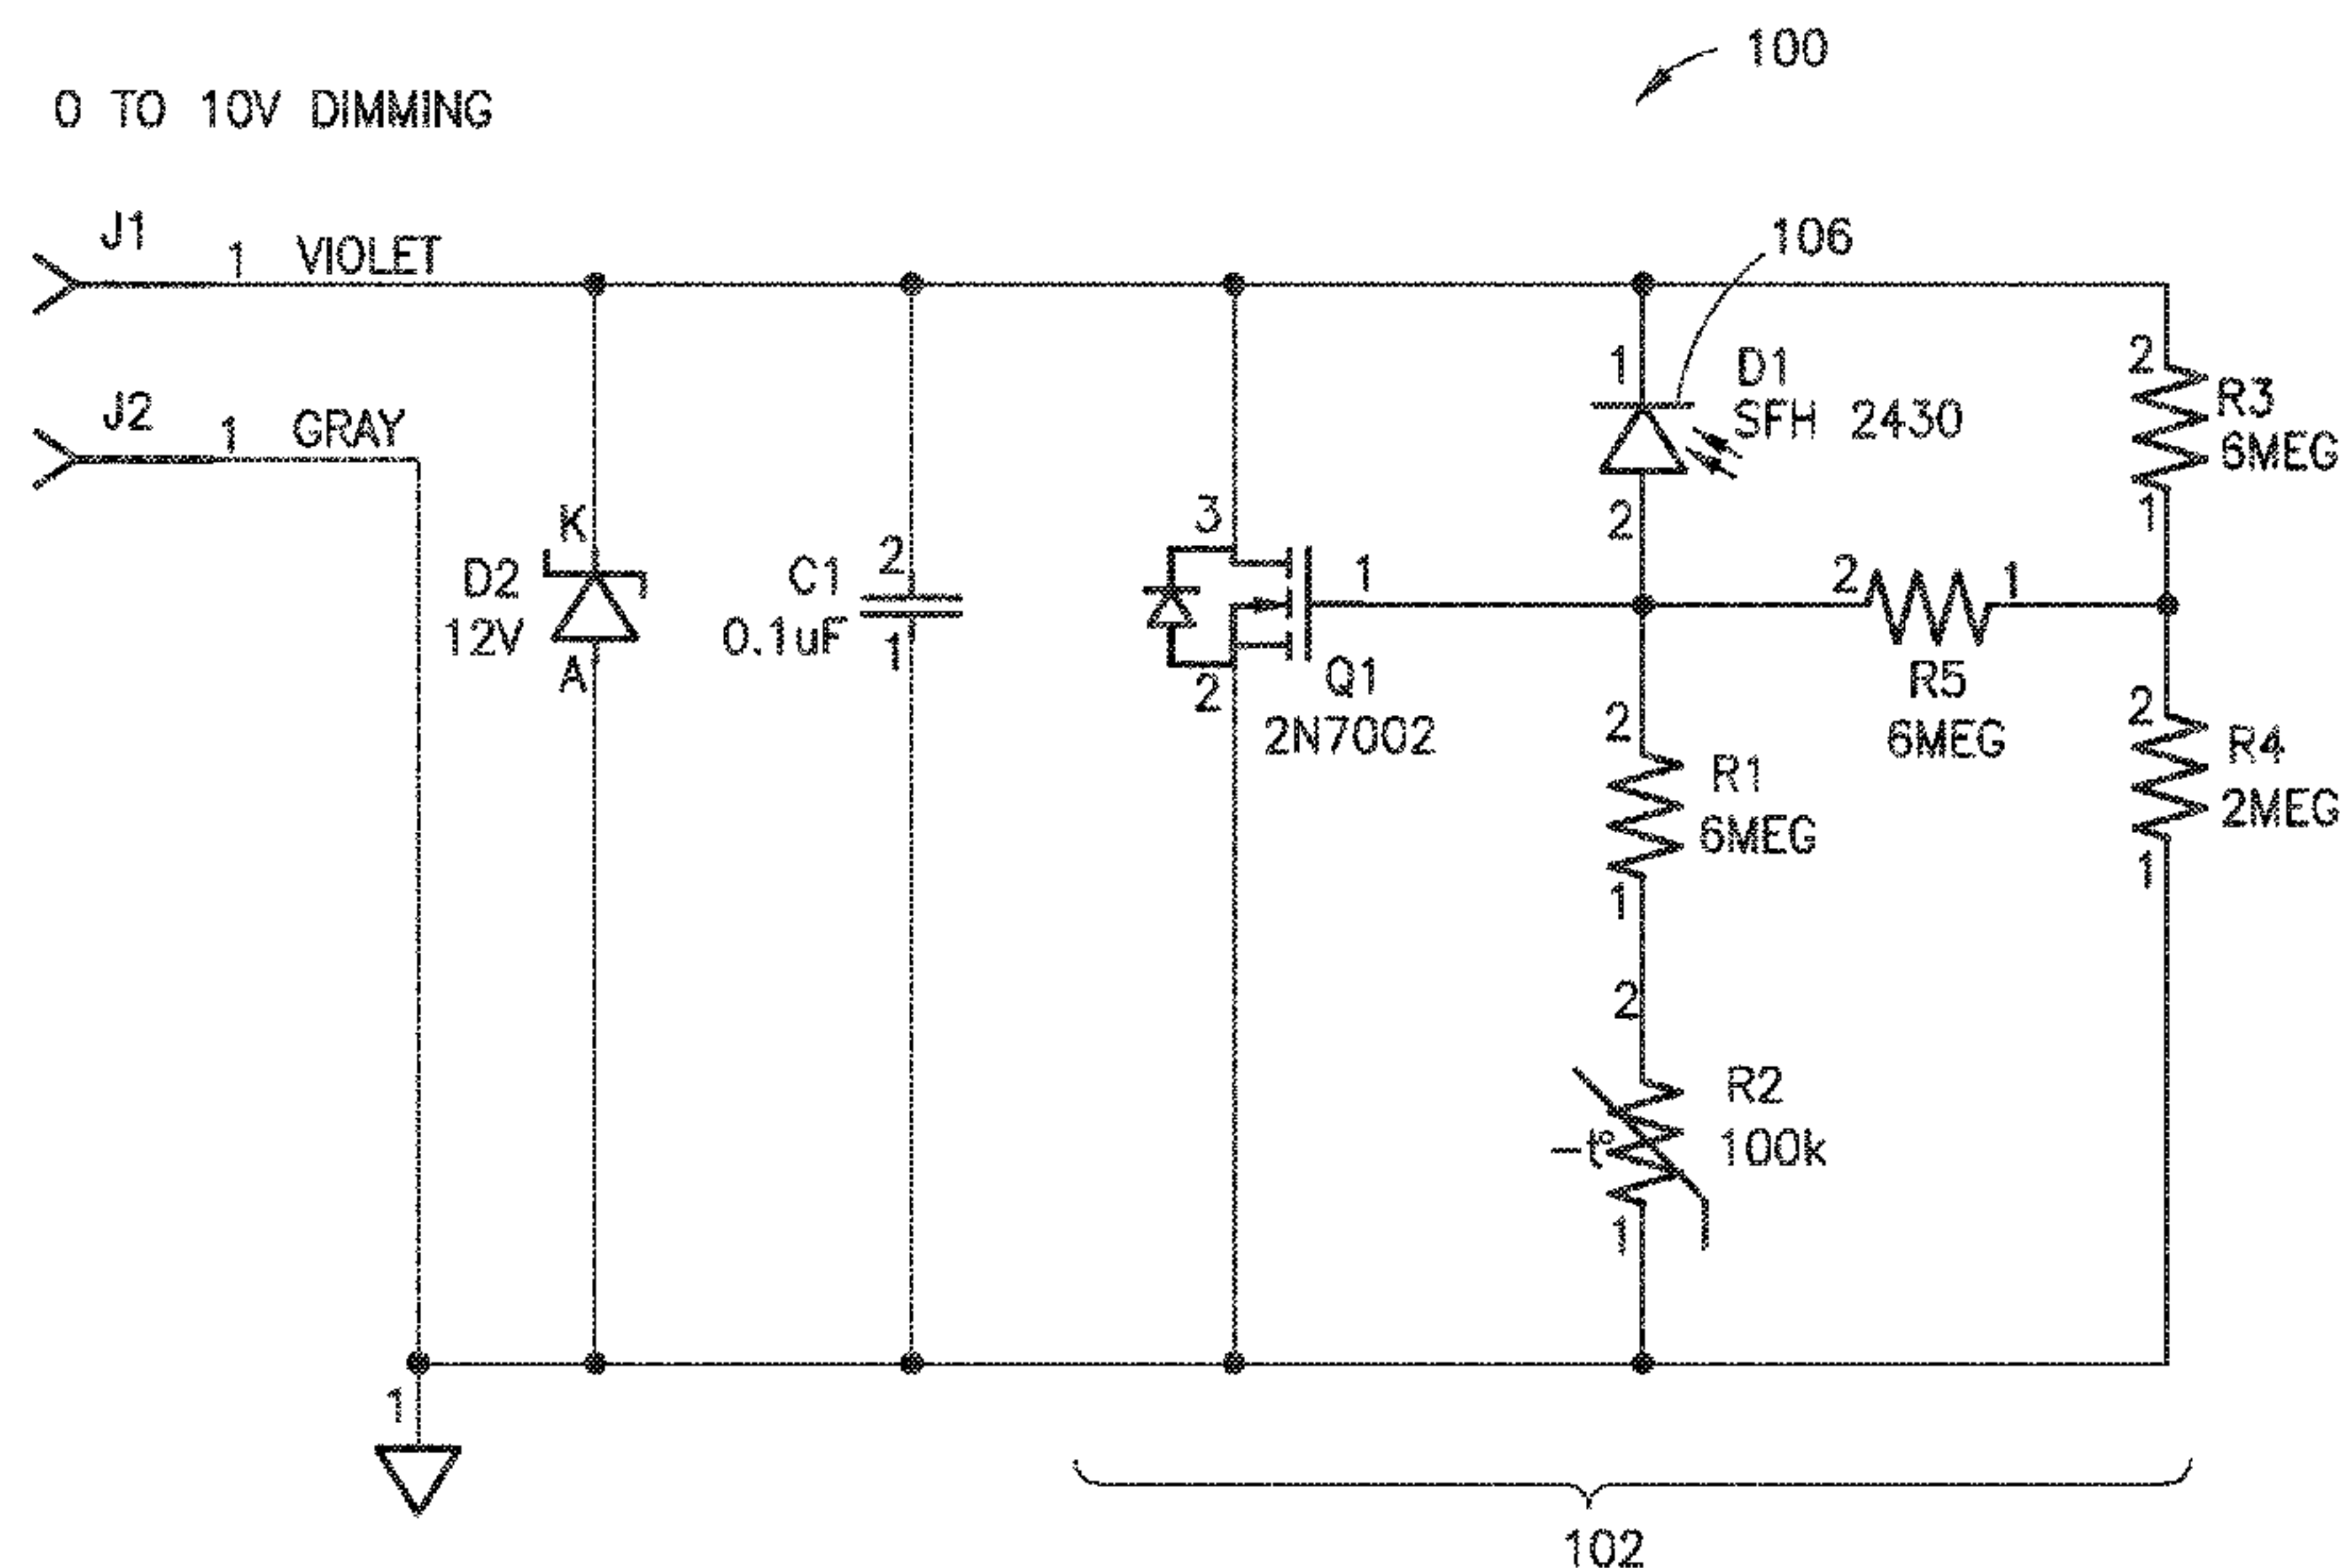 100
0 TO 10V DIMMING
J1
1 VIOLET
106
J2
1 GRAY
1
D1
SFH 2430
2
2
R3
6MEG
1
K
D2
12V
A
C1
0.1uF
2
1
3
1
2
Q1
2N7002
2
1
R5
6MEG
2
R1
6MEG
1
2
R4
2MEG
1
2
R2
100k
-t°
1
1
102